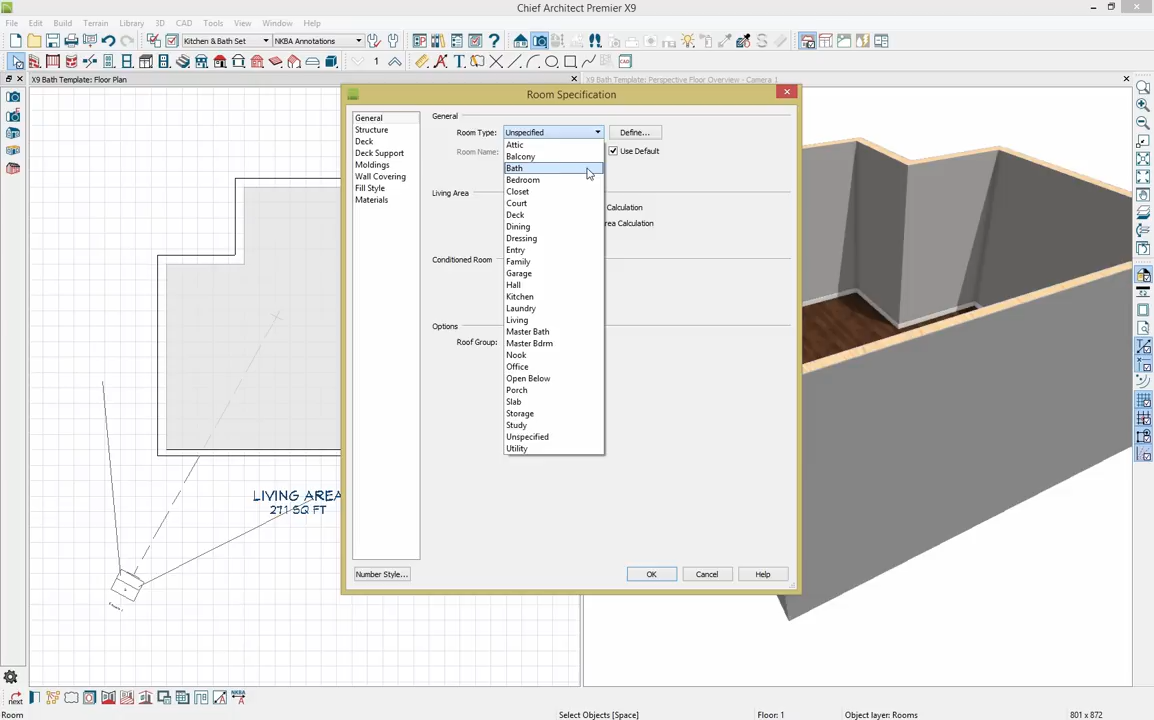 Chief Architect Premier X9
File Edit Build Terrain Library 3D CAD Tools View Window Help
Kitchen & Bath Set NKBA Annotations
1
X9 Bath Template: Floor Plan
X9 Bath Template: Perspective Floor Overview - Camera 1
Room Specification
General
Structure
Deck
Deck Support
Moldings
Wall Covering
Fill Style
Materials
General
Room Type: Unspecified Define...
Room Name: Use Default
Living Area
Calculation
rea Calculation
Conditioned Room
Options
Roof Group:
Attic
Balcony
Bath
Bedroom
Closet
Court
Deck
Dining
Dressing
Entry
Family
Garage
Hall
Kitchen
Laundry
Living
Master Bath
Master Bdrm
Nook
Office
Open Below
Porch
Slab
Storage
Study
Unspecified
Utility
LIVING AREA
271 SQ FT
Number Style... OK Cancel Help
next
NKBA
Room Select Objects [Space] Floor: 1 Object layer: Rooms 801 x 872